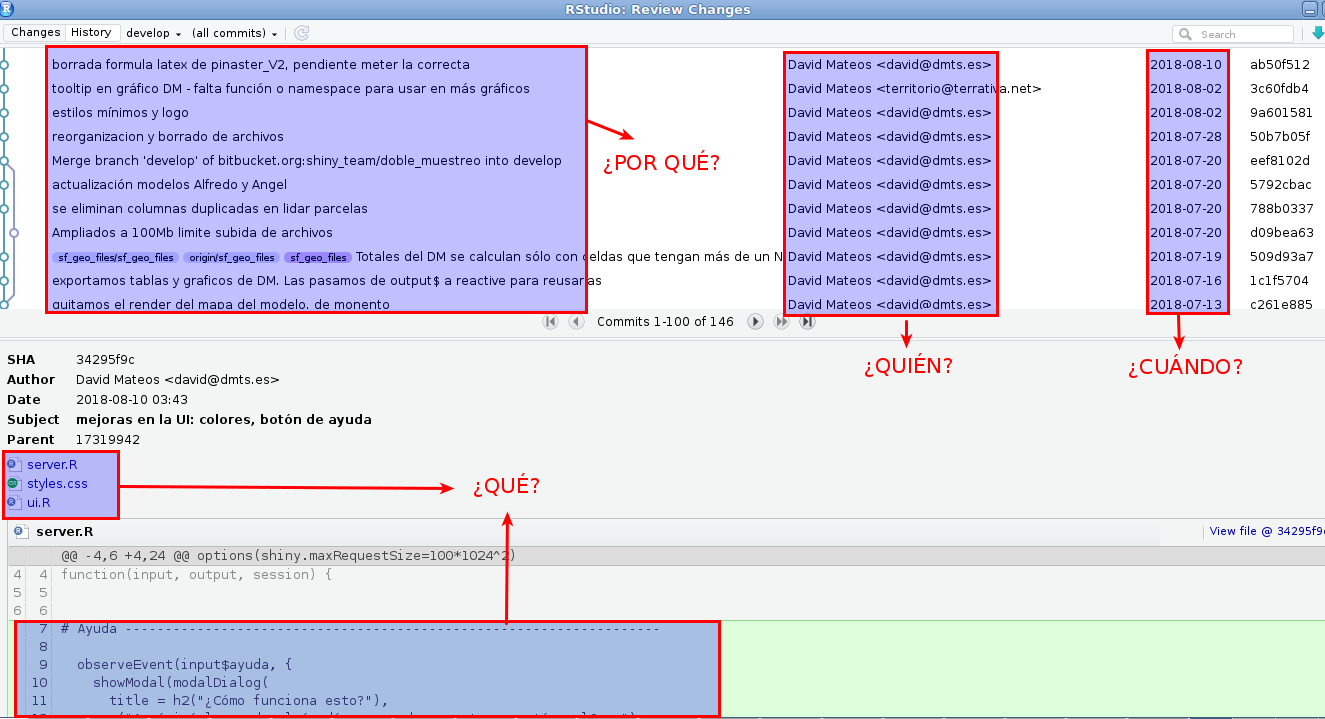 RStudio: Review Changes
Changes History develop (all commits) Search
borrada formula latex de pinaster_V2, pendiente meter la correcta David Mateos <david@dmts.es> 2018-08-10 ab50f512
tooltip en gráfico DM - falta función o namespace para usar en más gráficos David Mateos <territorio@terrativa.net> 2018-08-02 3c60fdb4
estilos mínimos y logo David Mateos <david@dmts.es> 2018-08-02 9a601581
reorganizacion y borrado de archivos David Mateos <david@dmts.es> 2018-07-28 50b7b05f
¿POR QUÉ?
Merge branch 'develop' of bitbucket.org:shiny_team/doble_muestreo into develop David Mateos <david@dmts.es> 2018-07-20 eef8102d
actualización modelos Alfredo y Angel David Mateos <david@dmts.es> 2018-07-20 5792cbac
se eliminan columnas duplicadas en lidar parcelas David Mateos <david@dmts.es> 2018-07-20 788b0337
Ampliados a 100Mb limite subida de archivos David Mateos <david@dmts.es> 2018-07-20 d09bea63
sf_geo_files/sf_geo_files origin/sf_geo_files sf_geo_files Totales del DM se calculan sólo con celdas que tengan más de un N David Mateos <david@dmts.es> 2018-07-19 509d93a7
exportamos tablas y graficos de DM. Las pasamos de output$ a reactive para reusarlas David Mateos <david@dmts.es> 2018-07-16 1c1f5704
quitamos el render del mapa del modelo, de monento David Mateos <david@dmts.es> 2018-07-13 c261e885
Commits 1-100 of 146
¿QUIÉN? ¿CUÁNDO?
SHA 34295f9c
Author David Mateos <david@dmts.es>
Date 2018-08-10 03:43
Subject mejoras en la UI: colores, botón de ayuda
Parent 17319942
server.R
styles.css
ui.R
¿QUÉ?
server.R View file @ 34295f9c
@@ -4,6 +4,24 @@ options(shiny.maxRequestSize=100*1024^2)
4 4 function(input, output, session) {
5 5
6 6
7 # Ayuda -------------------------------------------------------------------
8
9 observeEvent(input$ayuda, {
10 showModal(modalDialog(
11 title = h2("¿Cómo funciona esto?"),